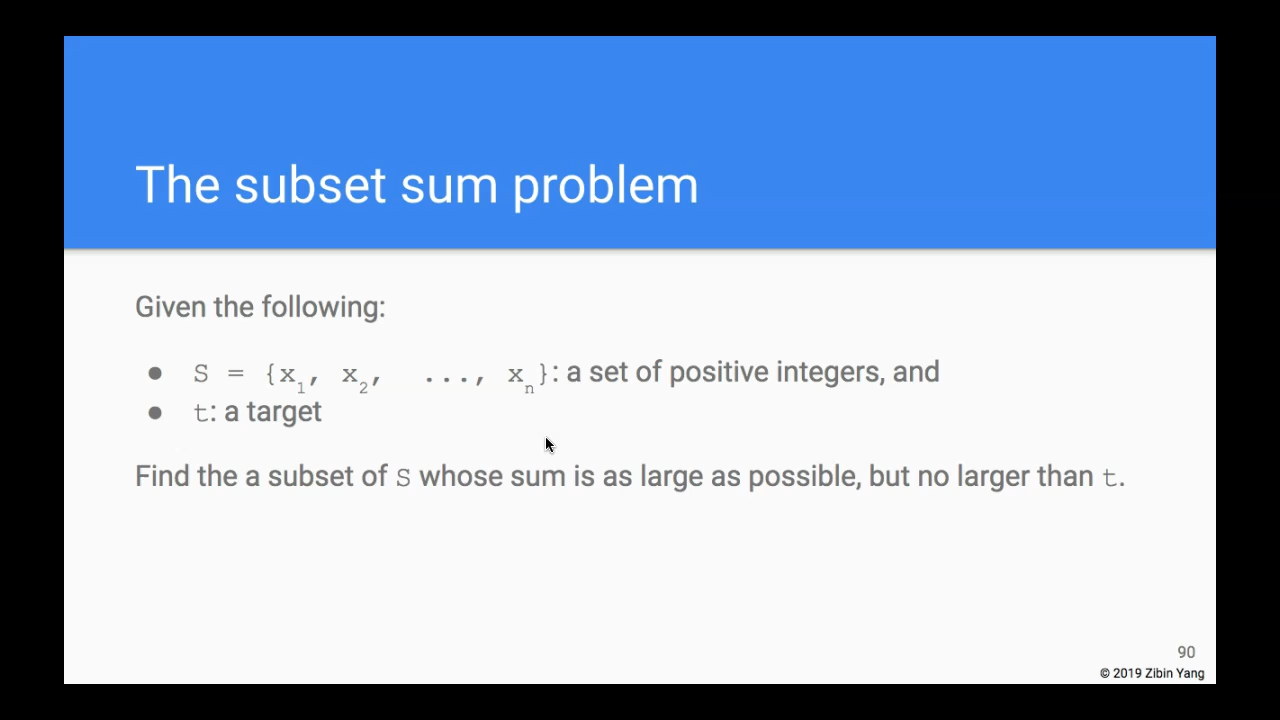 The subset sum problem
Given the following:
● S = {x₁, x₂, ..., xₙ}: a set of positive integers, and
● t: a target
Find the a subset of S whose sum is as large as possible, but no larger than t.
90
© 2019 Zibin Yang